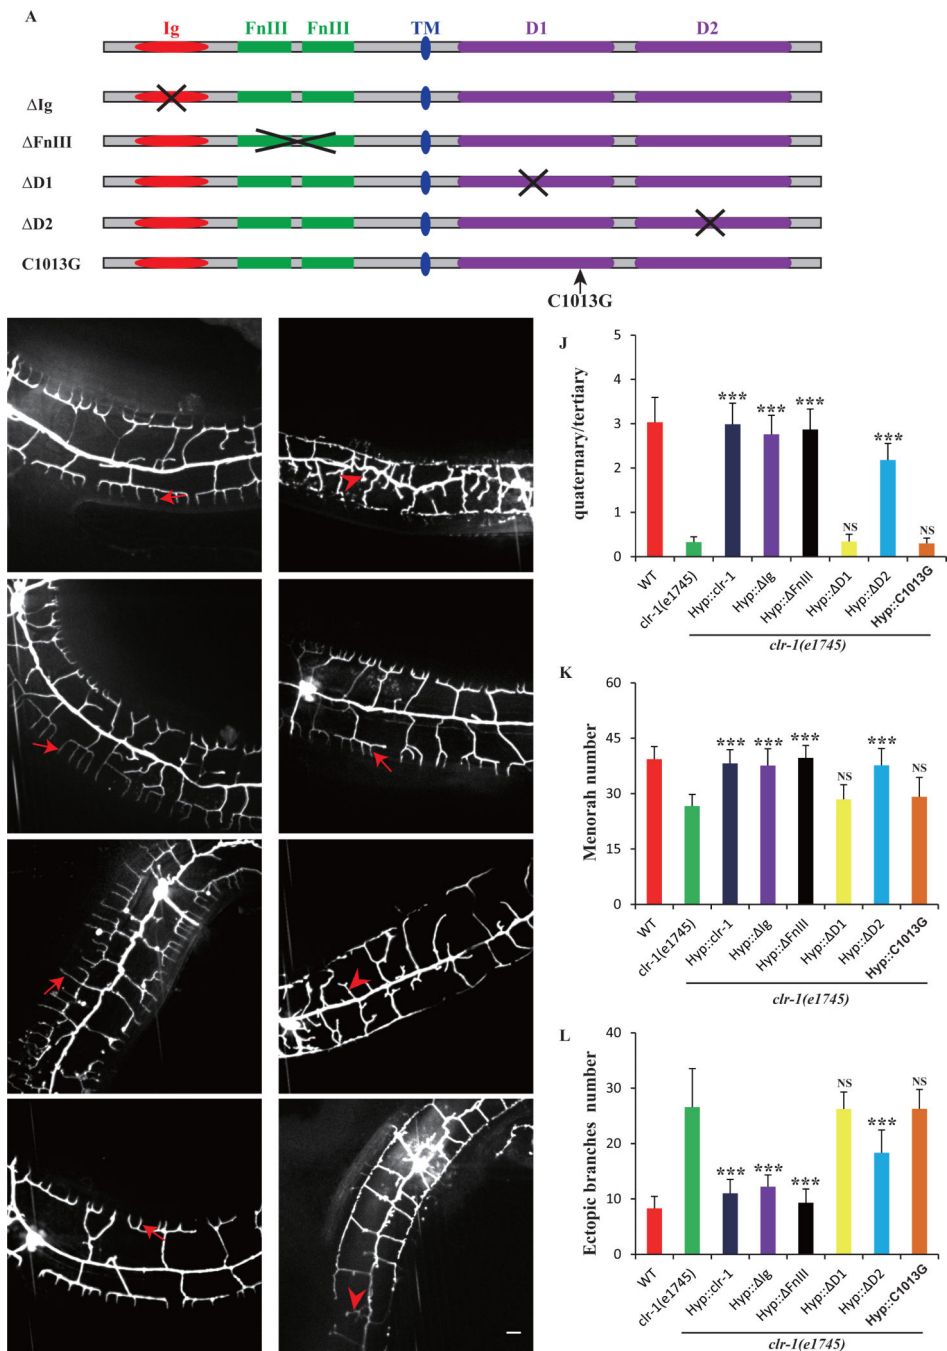 A
Ig FnIII FnIII TM D1 D2
ΔIg
ΔFnIII
ΔD1
ΔD2
C1013G
C1013G
J
quaternary/tertiary
5
4
3
2
1
0
*** *** *** NS *** NS
WT clr-1(e1745) Hyp::clr-1 Hyp::ΔIg Hyp::ΔFnIII Hyp::ΔD1 Hyp::ΔD2 Hyp::C1013G
clr-1(e1745)
K
Menorah number
60
45
30
15
0
*** *** *** NS *** NS
WT clr-1(e1745) Hyp::clr-1 Hyp::ΔIg Hyp::ΔFnIII Hyp::ΔD1 Hyp::ΔD2 Hyp::C1013G
clr-1(e1745)
L
Ectopic branches number
40
30
20
10
0
*** *** *** NS *** NS
WT clr-1(e1745) Hyp::clr-1 Hyp::ΔIg Hyp::ΔFnIII Hyp::ΔD1 Hyp::ΔD2 Hyp::C1013G
clr-1(e1745)